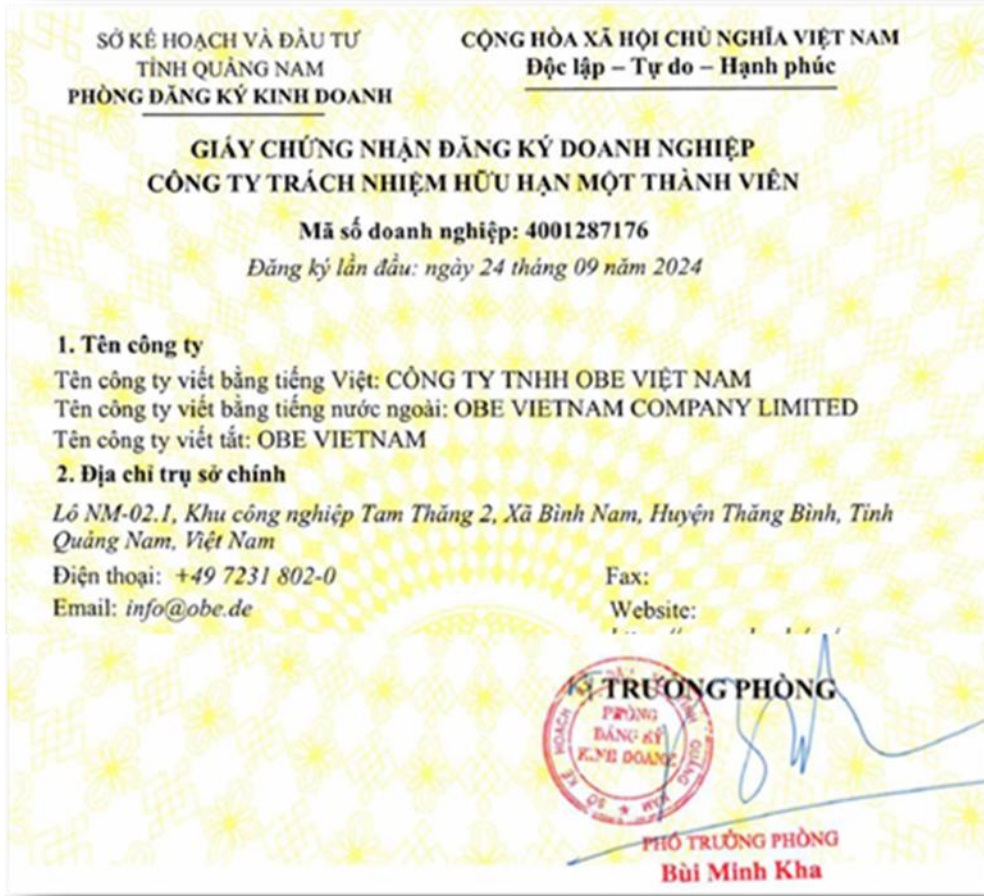 SỞ KẾ HOẠCH VÀ ĐẦU TƯ
TỈNH QUẢNG NAM
PHÒNG ĐĂNG KÝ KINH DOANH
CỘNG HÒA XÃ HỘI CHỦ NGHĨA VIỆT NAM
Độc lập – Tự do – Hạnh phúc
GIẤY CHỨNG NHẬN ĐĂNG KÝ DOANH NGHIỆP
CÔNG TY TRÁCH NHIỆM HỮU HẠN MỘT THÀNH VIÊN
Mã số doanh nghiệp: 4001287176
Đăng ký lần đầu: ngày 24 tháng 09 năm 2024
1. Tên công ty
Tên công ty viết bằng tiếng Việt: CÔNG TY TNHH OBE VIỆT NAM
Tên công ty viết bằng tiếng nước ngoài: OBE VIETNAM COMPANY LIMITED
Tên công ty viết tắt: OBE VIETNAM
2. Địa chỉ trụ sở chính
Lô NM-02.1, Khu công nghiệp Tam Thăng 2, Xã Bình Nam, Huyện Thăng Bình, Tỉnh
Quảng Nam, Việt Nam
Điện thoại: +49 7231 802-0 Fax:
Email: info@obe.de Website:
TRƯỞNG PHÒNG
PHÒNG
ĐĂNG KÝ
KINH DOANH
SỞ KẾ HOẠCH TỈNH QUẢNG NAM
PHÓ TRƯỞNG PHÒNG
Bùi Minh Kha